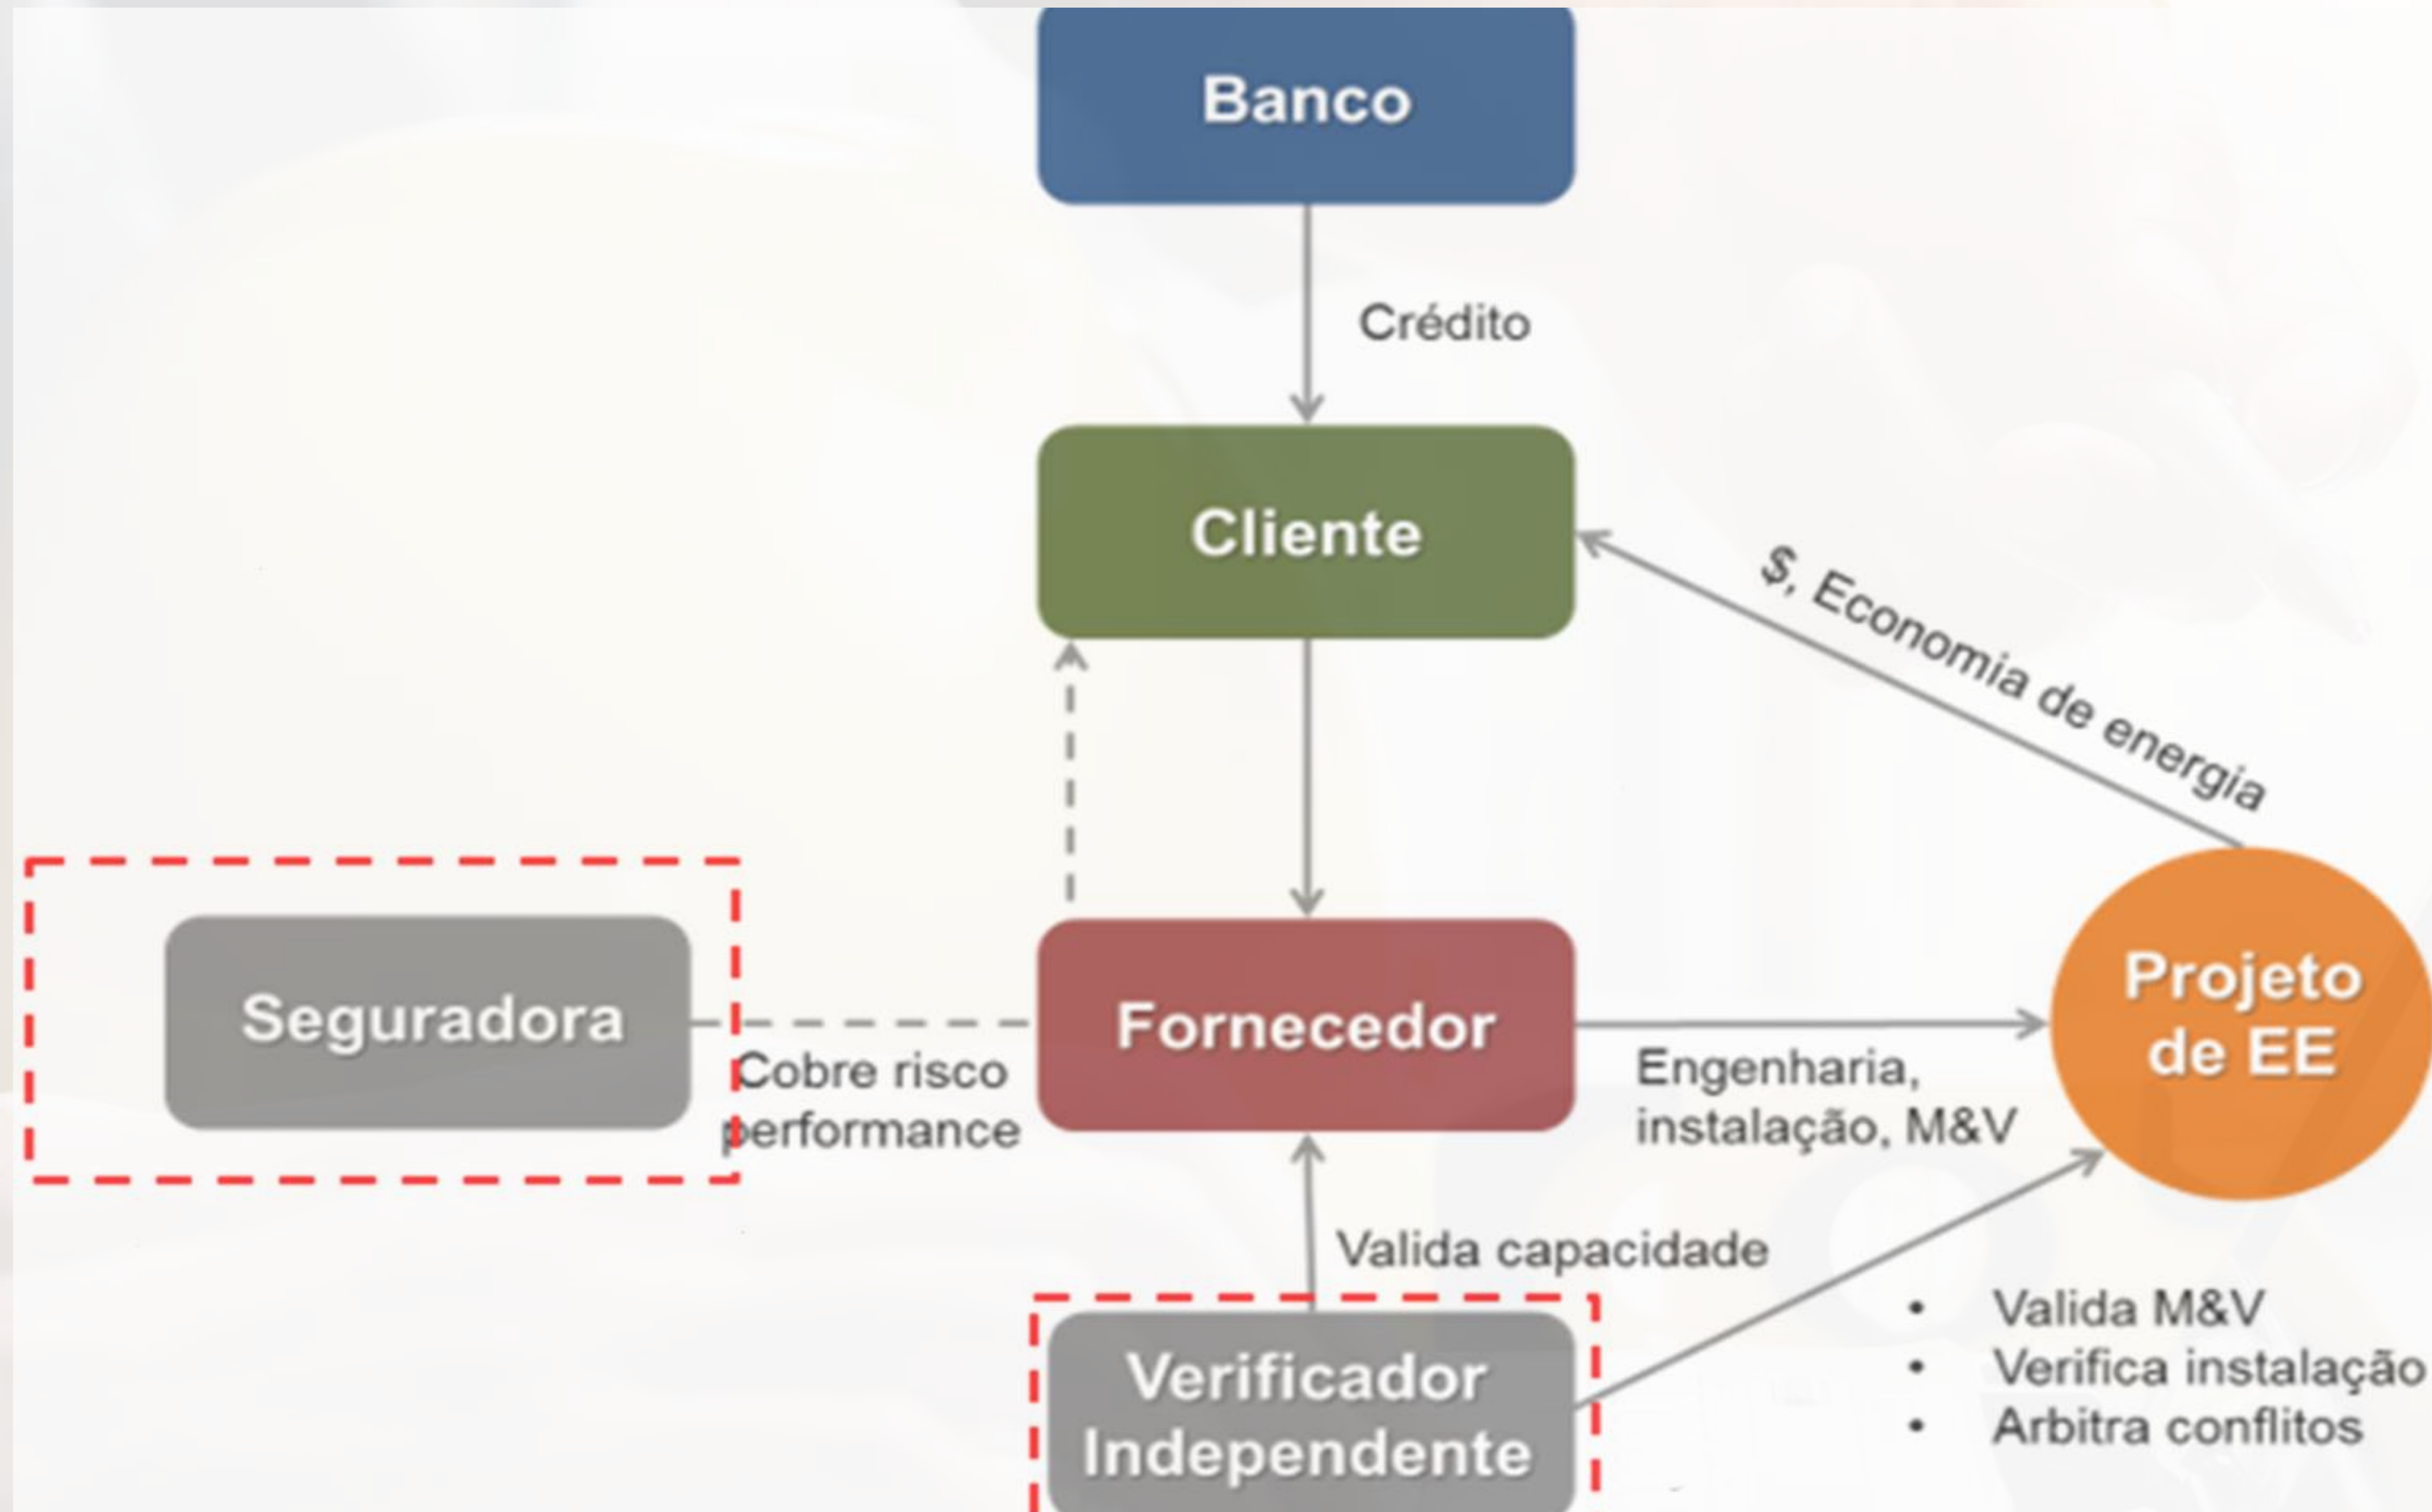 Banco
Crédito
Cliente
$, Economia de energia
Seguradora
Cobre risco
performance
Fornecedor
Engenharia,
instalação, M&V
Projeto
de EE
Valida capacidade
Verificador
Independente
• Valida M&V
• Verifica instalação
• Arbitra conflitos